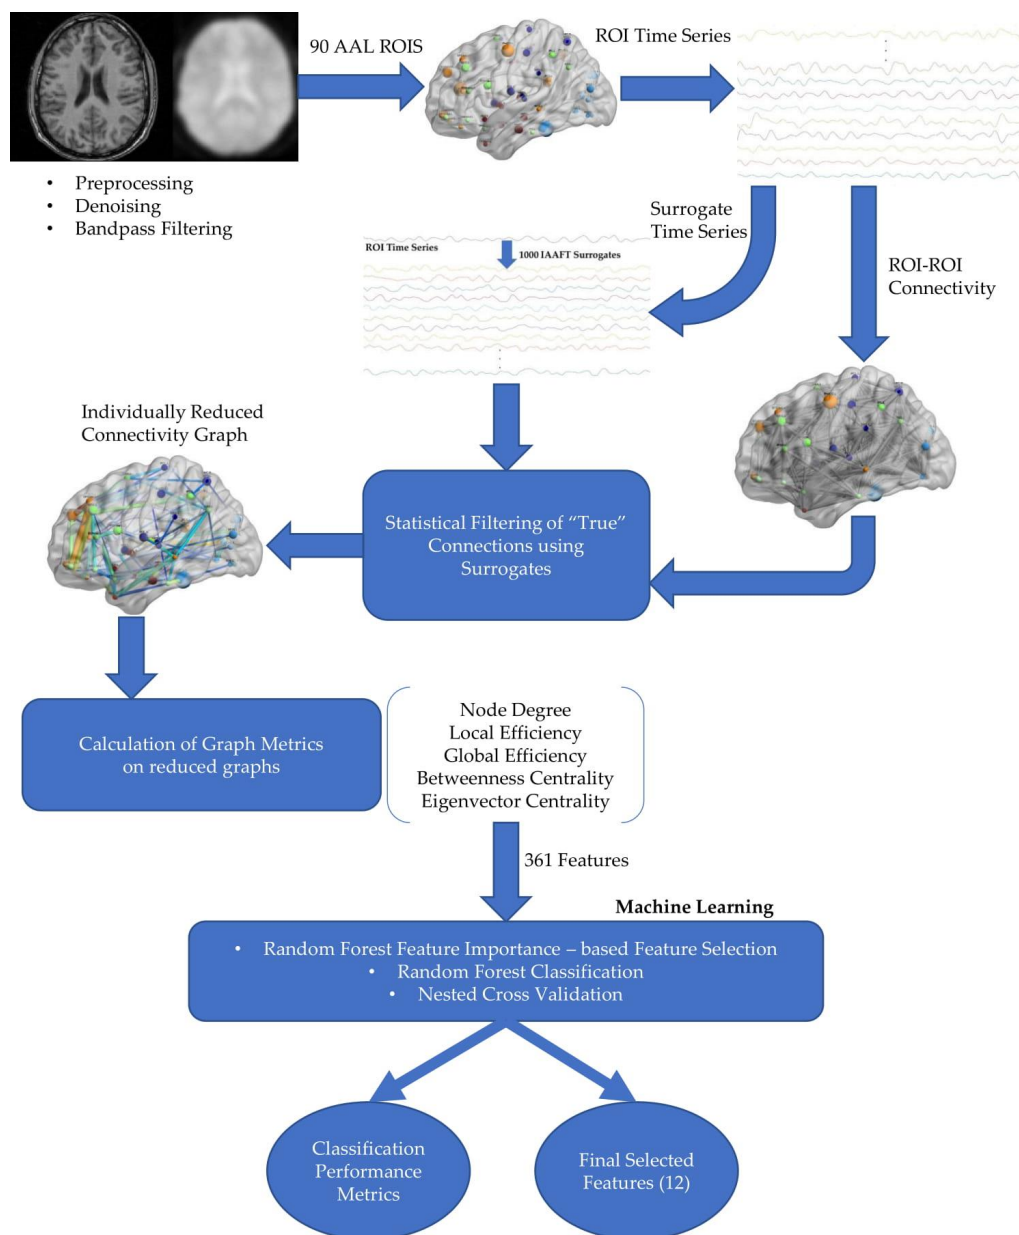 90 AAL ROIS
ROI Time Series
• Preprocessing
• Denoising
• Bandpass Filtering
Surrogate
Time Series
ROI Time Series
1000 IAAFT Surrogates
ROI-ROI
Connectivity
Individually Reduced
Connectivity Graph
Statistical Filtering of “True”
Connections using
Surrogates
Calculation of Graph Metrics
on reduced graphs
Node Degree
Local Efficiency
Global Efficiency
Betweenness Centrality
Eigenvector Centrality
361 Features
Machine Learning
• Random Forest Feature Importance – based Feature Selection
• Random Forest Classification
• Nested Cross Validation
Classification
Performance
Metrics
Final Selected
Features (12)